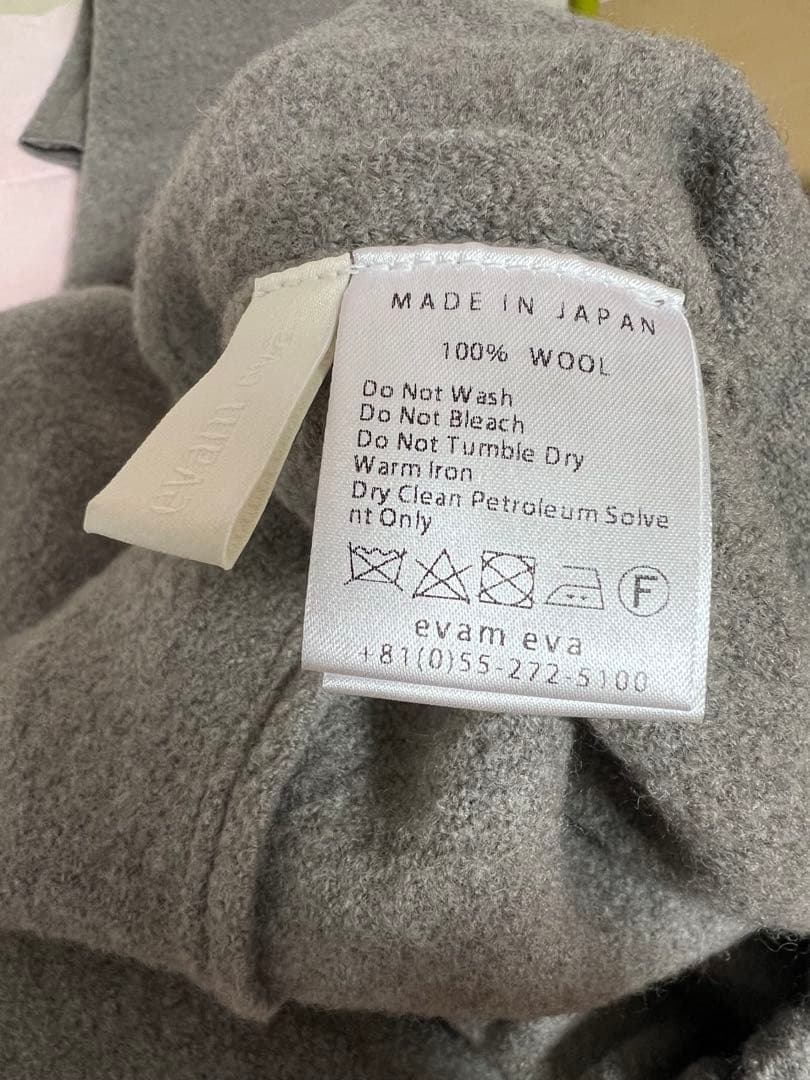 MADE IN JAPAN
100% WOOL
Do Not Wash
Do Not Bleach
Do Not Tumble Dry
Warm Iron
Dry Clean Petroleum Solve
nt Only
F
evam eva
+81(0)55-272-5100
evam eva